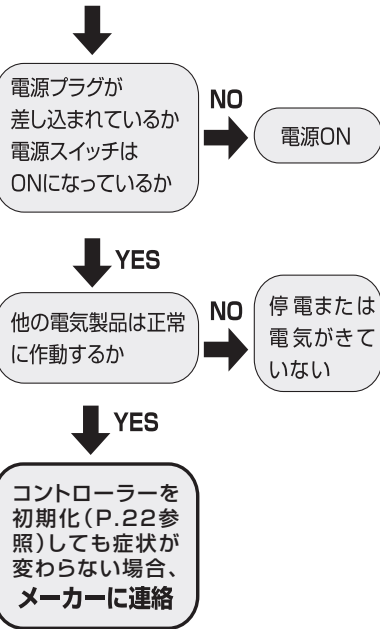 電源プラグが
差し込まれているか
電源スイッチは
ONになっているか
NO
電源ON
YES
他の電気製品は正常
に作動するか
NO
停電または
電気がきて
いない
YES
コントローラーを
初期化(P.22参
照)しても症状が
変わらない場合、
メーカーに連絡